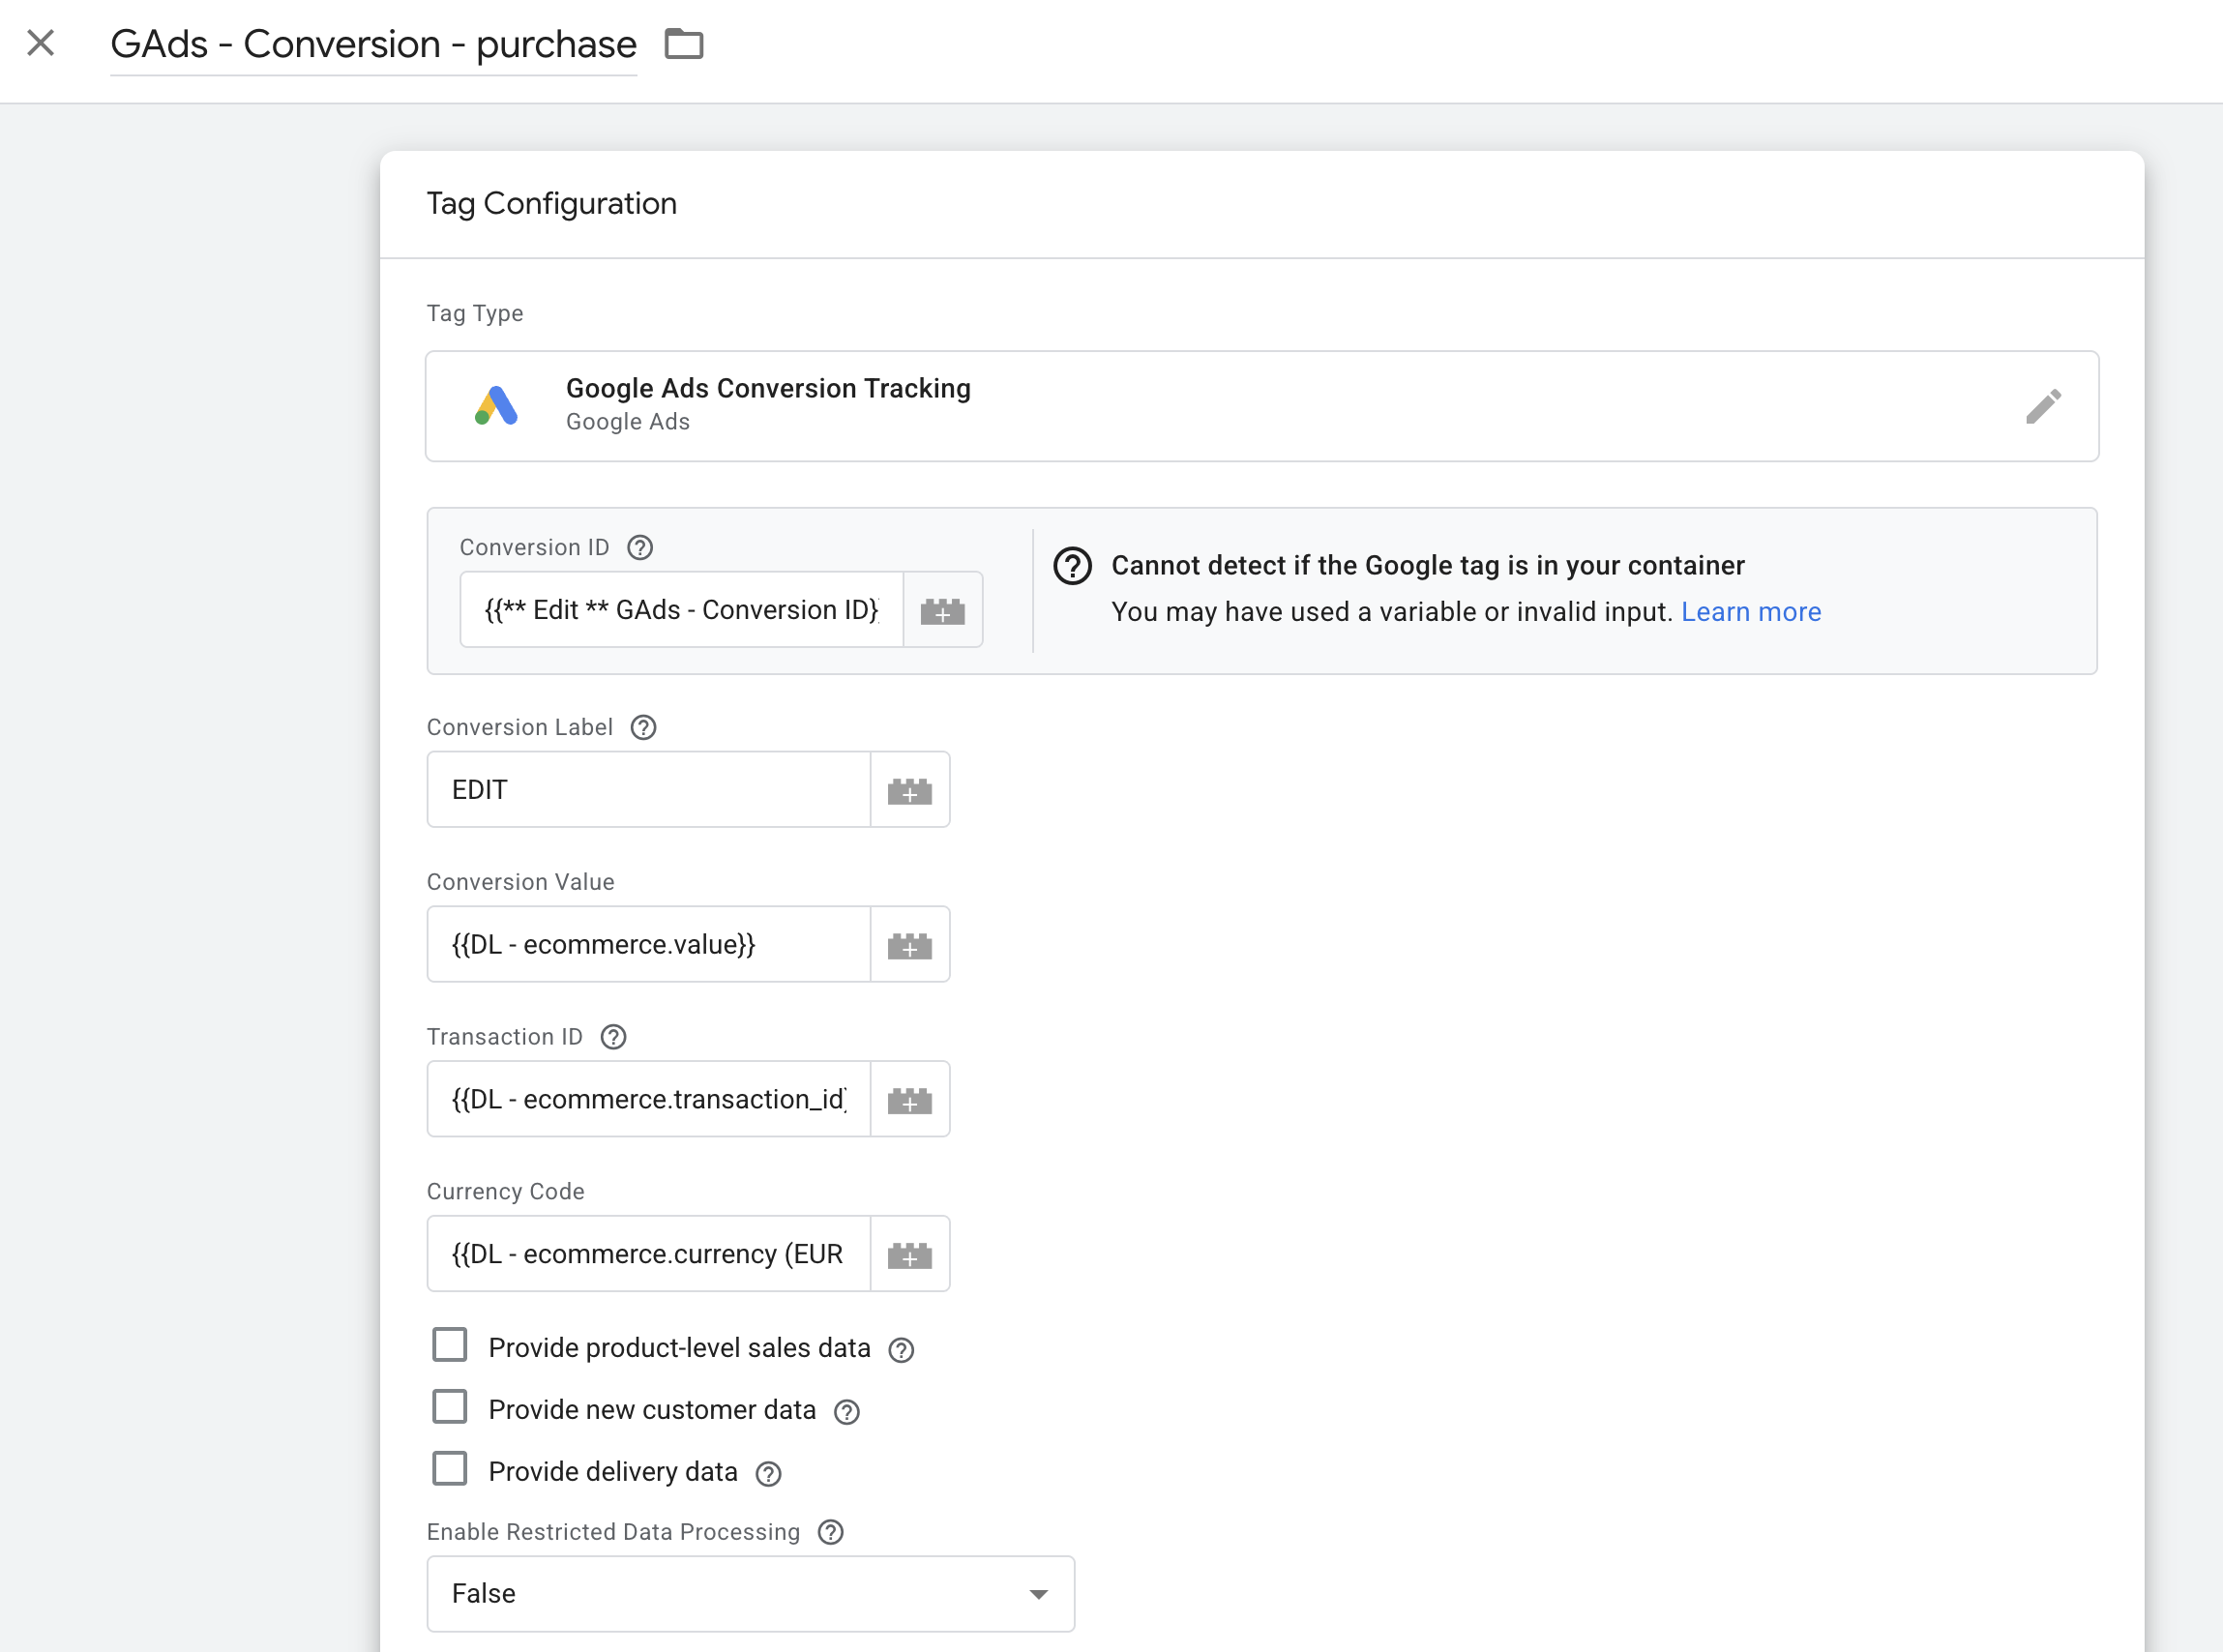 GAds - Conversion - purchase
Tag Configuration
Tag Type
Google Ads Conversion Tracking
Google Ads
Conversion ID
{{** Edit ** GAds - Conversion ID}
Cannot detect if the Google tag is in your container
You may have used a variable or invalid input. Learn more
Conversion Label
EDIT
Conversion Value
{{DL - ecommerce.value}}
Transaction ID
{{DL - ecommerce.transaction_id}
Currency Code
{{DL - ecommerce.currency (EUR
Provide product-level sales data
Provide new customer data
Provide delivery data
Enable Restricted Data Processing
False